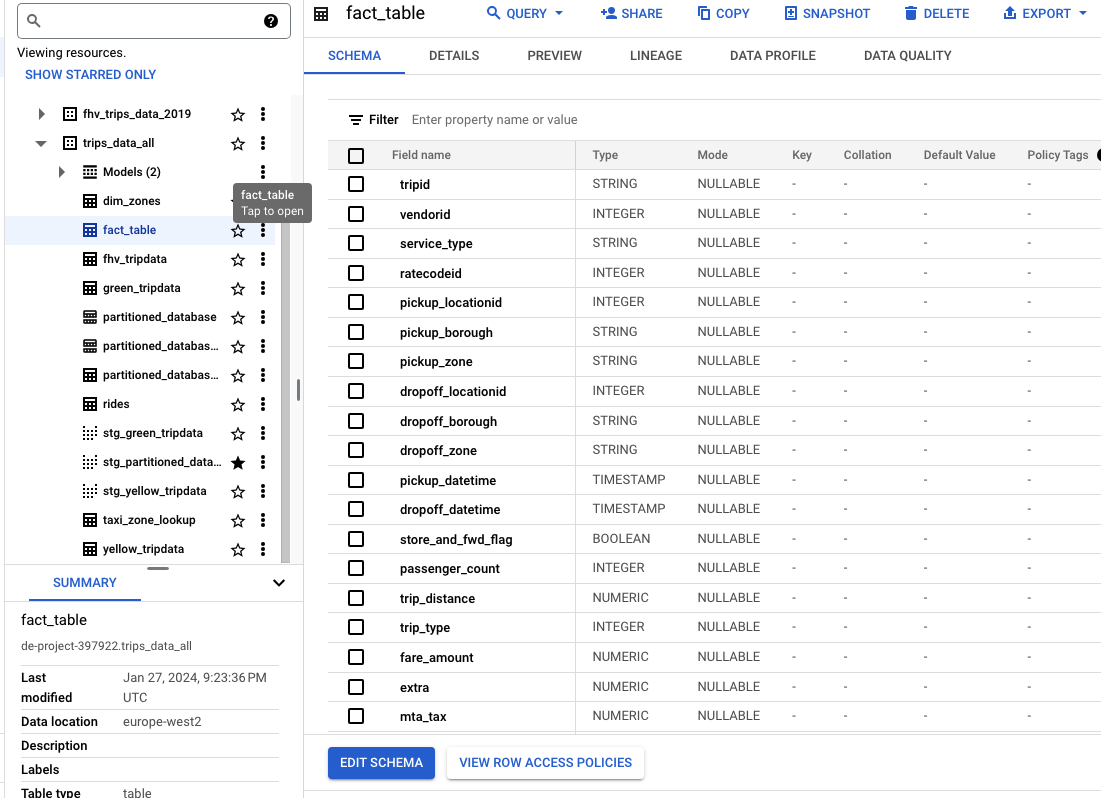 Viewing resources.
SHOW STARRED ONLY
fhv_trips_data_2019
trips_data_all
Models (2)
dim_zones
fact_table
Tap to open
fact_table
fhv_tripdata
green_tripdata
partitioned_database
partitioned_databas...
partitioned_databas...
rides
stg_green_tripdata
stg_partitioned_data...
stg_yellow_tripdata
taxi_zone_lookup
yellow_tripdata
SUMMARY
fact_table
de-project-397922.trips_data_all
Last modified Jan 27, 2024, 9:23:36 PM UTC
Data location europe-west2
Description
Labels
Table type table
fact_table QUERY SHARE COPY SNAPSHOT DELETE EXPORT
SCHEMA DETAILS PREVIEW LINEAGE DATA PROFILE DATA QUALITY
Filter Enter property name or value
Field name Type Mode Key Collation Default Value Policy Tags
tripid STRING NULLABLE - - - -
vendorid INTEGER NULLABLE - - - -
service_type STRING NULLABLE - - - -
ratecodeid INTEGER NULLABLE - - - -
pickup_locationid INTEGER NULLABLE - - - -
pickup_borough STRING NULLABLE - - - -
pickup_zone STRING NULLABLE - - - -
dropoff_locationid INTEGER NULLABLE - - - -
dropoff_borough STRING NULLABLE - - - -
dropoff_zone STRING NULLABLE - - - -
pickup_datetime TIMESTAMP NULLABLE - - - -
dropoff_datetime TIMESTAMP NULLABLE - - - -
store_and_fwd_flag BOOLEAN NULLABLE - - - -
passenger_count INTEGER NULLABLE - - - -
trip_distance NUMERIC NULLABLE - - - -
trip_type INTEGER NULLABLE - - - -
fare_amount NUMERIC NULLABLE - - - -
extra NUMERIC NULLABLE - - - -
mta_tax NUMERIC NULLABLE - - - -
EDIT SCHEMA VIEW ROW ACCESS POLICIES